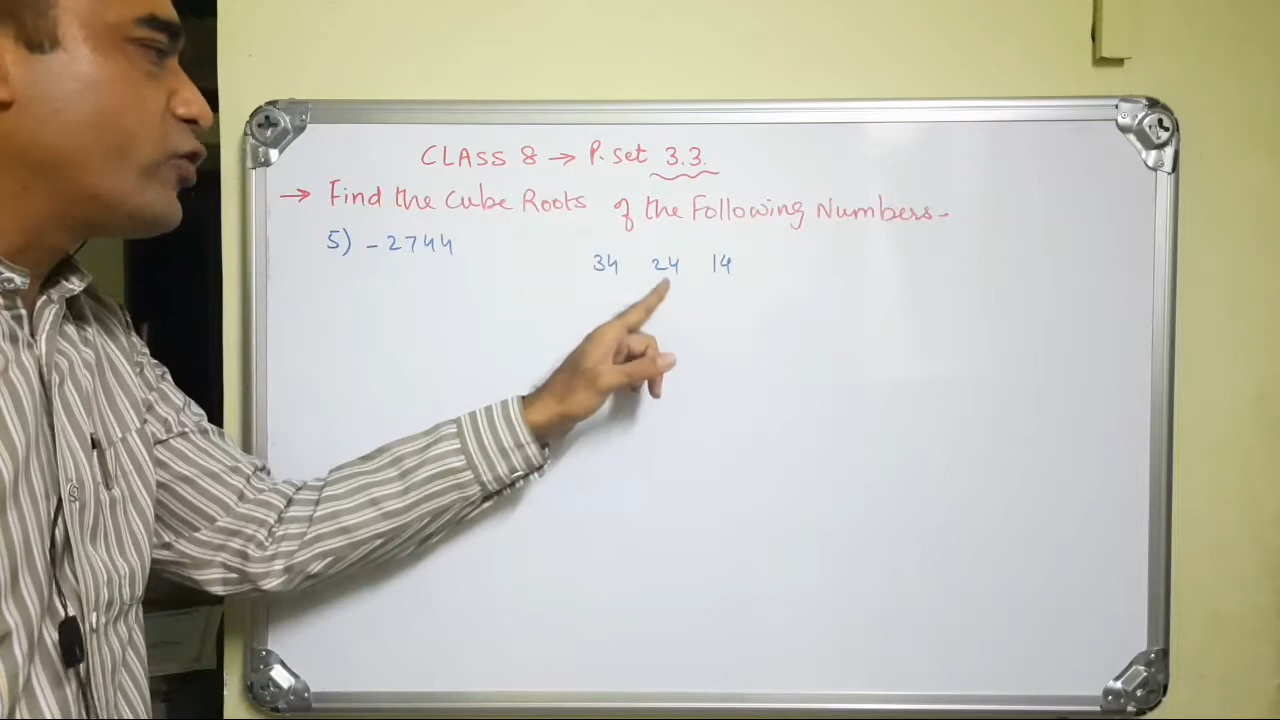 CLASS 8 → P. Set 3.3.
→ Find the Cube Roots of the Following Numbers-
5) - 2744
34 24 14